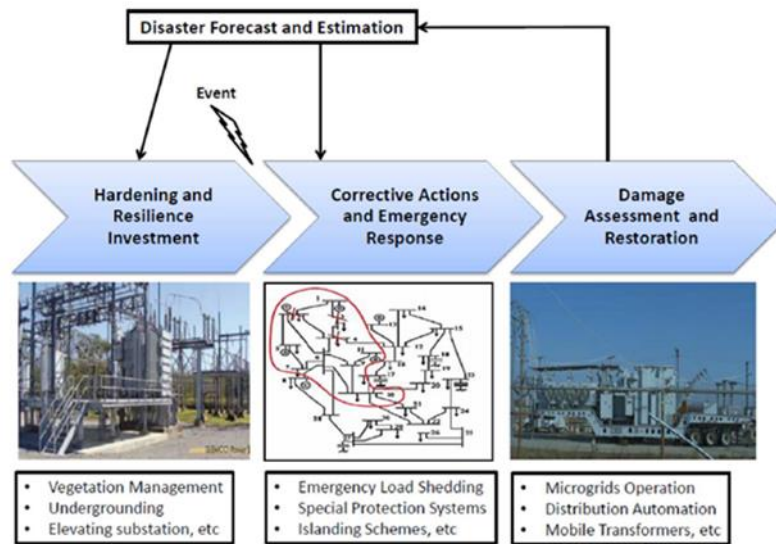 Disaster Forecast and Estimation
Event
Hardening and
Resilience
Investment
Corrective Actions
and Emergency
Response
Damage
Assessment and
Restoration
• Vegetation Management
• Undergrounding
• Elevating substation, etc
• Emergency Load Shedding
• Special Protection Systems
• Islanding Schemes, etc
• Microgrids Operation
• Distribution Automation
• Mobile Transformers, etc